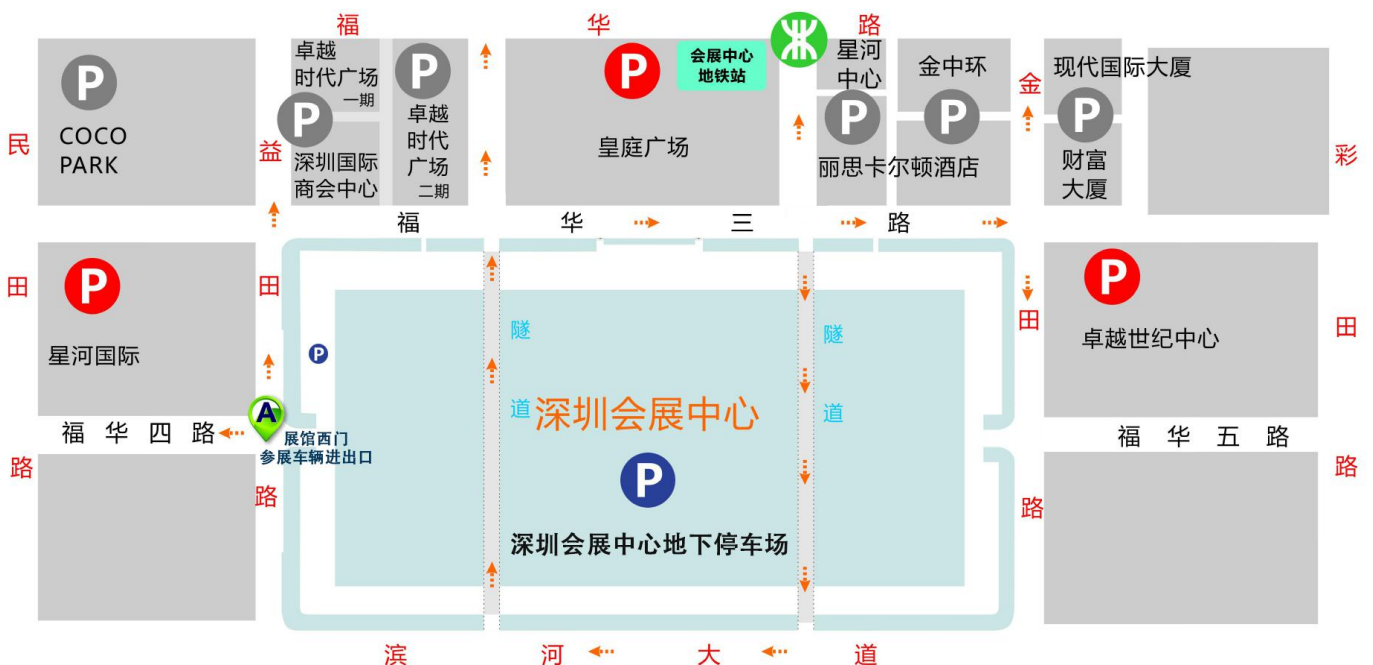 福华路
民田路
益田路
金田路
彩田路
P
COCO
PARK
卓越
时代广场
一期
P
深圳国际
商会中心
P
卓越
时代
广场
二期
P
会展中心
地铁站
皇庭广场
星河
中心
金中环
P
P
丽思卡尔顿酒店
现代国际大厦
P
财富
大厦
福华三路
P
星河国际
P
隧道
隧道
P
卓越世纪中心
A
展馆西门
参展车辆进出口
福华四路
深圳会展中心
P
深圳会展中心地下停车场
福华五路
滨河大道